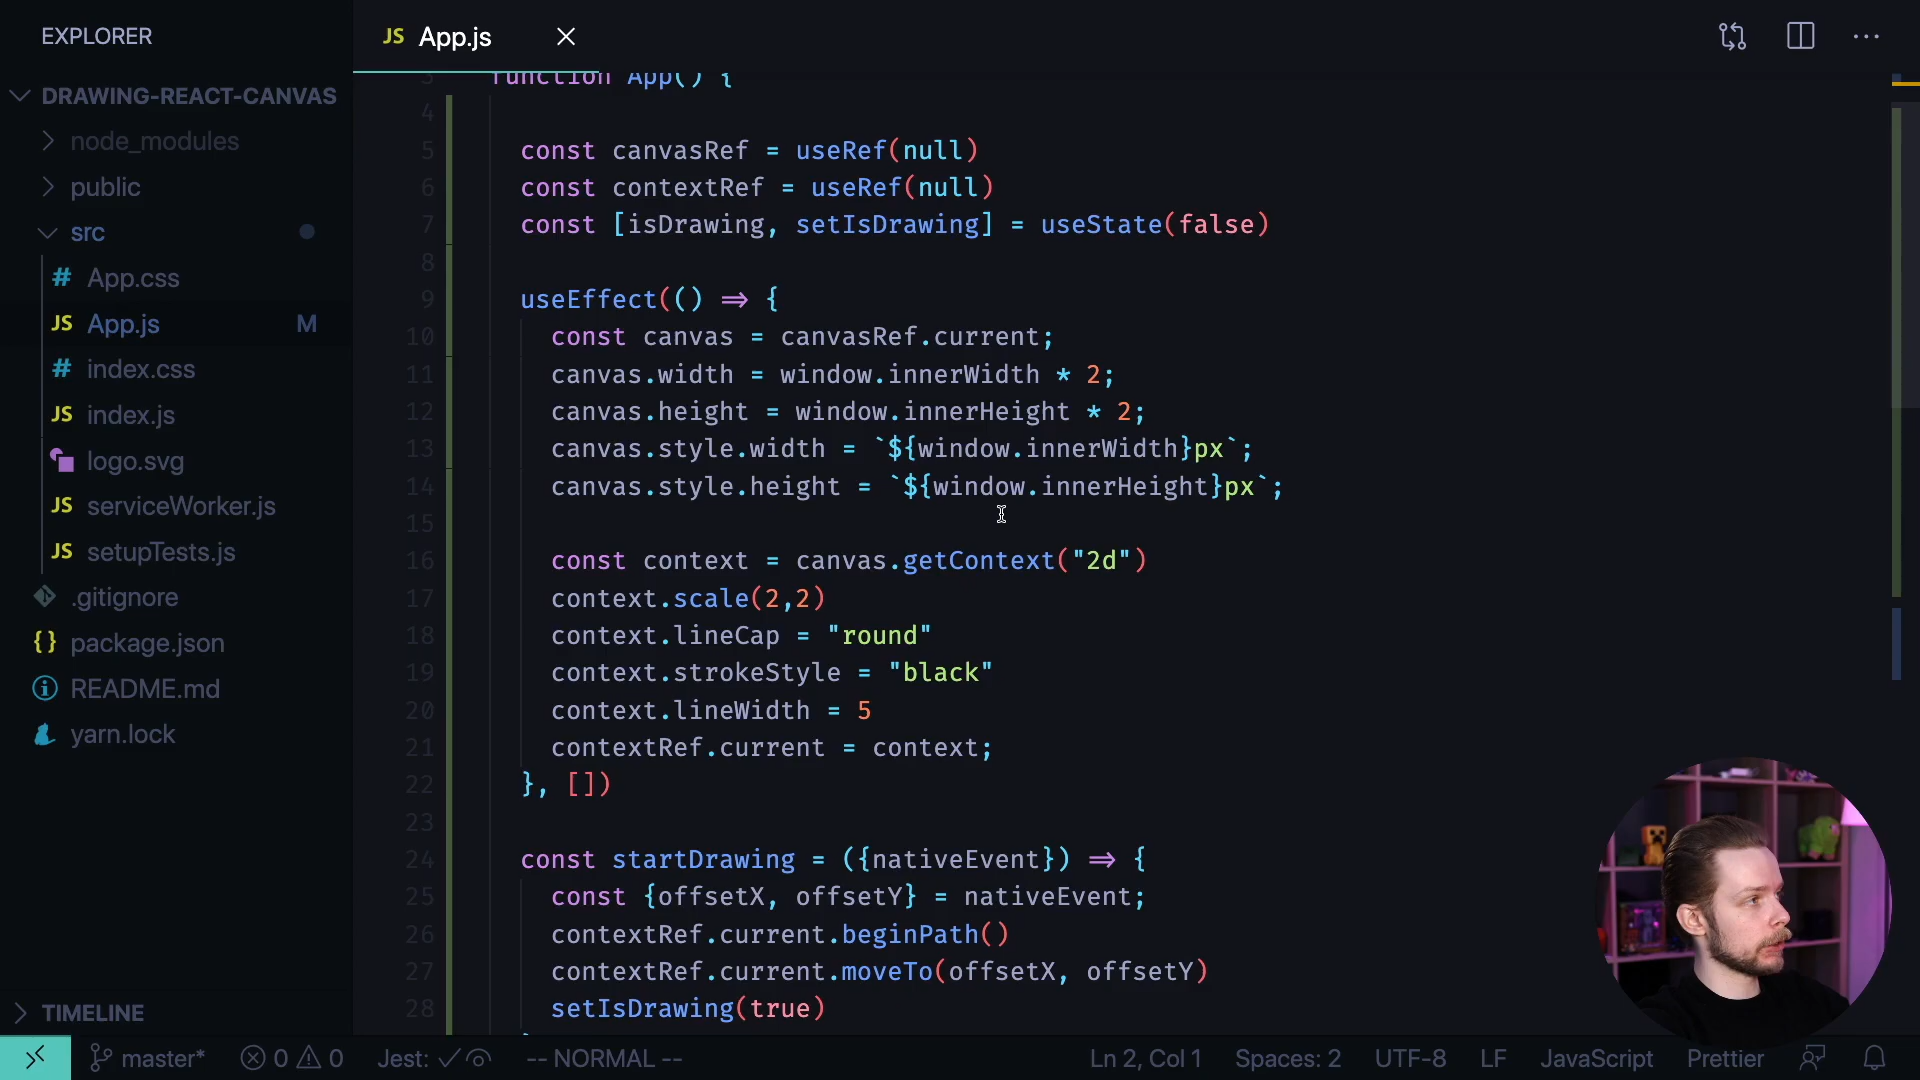 EXPLORER
JS App.js
DRAWING-REACT-CANVAS
node_modules
public
src
# App.css
JS App.js M
# index.css
JS index.js
logo.svg
JS serviceWorker.js
JS setupTests.js
.gitignore
{} package.json
README.md
yarn.lock
TIMELINE
3 function App() {
4
5 const canvasRef = useRef(null)
6 const contextRef = useRef(null)
7 const [isDrawing, setIsDrawing] = useState(false)
8
9 useEffect(() => {
10 const canvas = canvasRef.current;
11 canvas.width = window.innerWidth * 2;
12 canvas.height = window.innerHeight * 2;
13 canvas.style.width = `${window.innerWidth}px`;
14 canvas.style.height = `${window.innerHeight}px`;
15
16 const context = canvas.getContext("2d")
17 context.scale(2,2)
18 context.lineCap = "round"
19 context.strokeStyle = "black"
20 context.lineWidth = 5
21 contextRef.current = context;
22 }, [])
23
24 const startDrawing = ({nativeEvent}) => {
25 const {offsetX, offsetY} = nativeEvent;
26 contextRef.current.beginPath()
27 contextRef.current.moveTo(offsetX, offsetY)
28 setIsDrawing(true)
master* 0 0 Jest: -- NORMAL -- Ln 2, Col 1 Spaces: 2 UTF-8 LF JavaScript Prettier